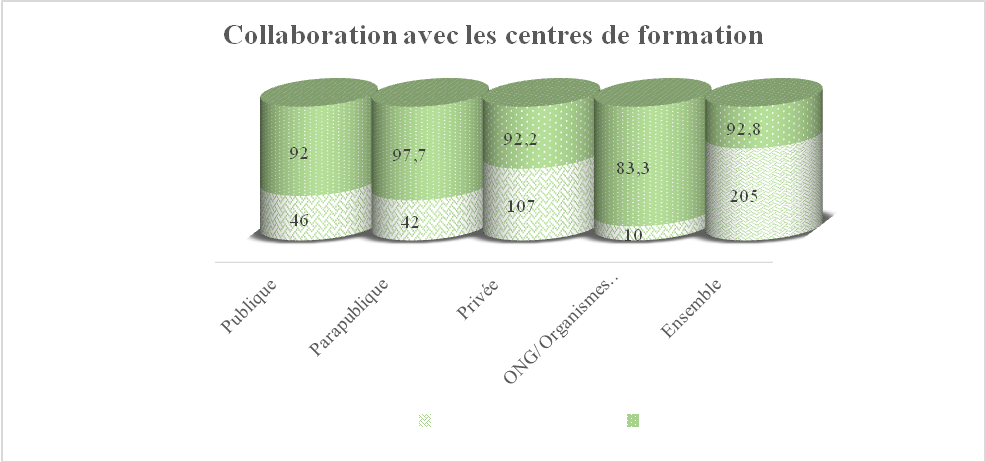 Collaboration avec les centres de formation
92
97,7
92,2
83,3
92,8
46
42
107
10
205
Publique
Parapublique
Privée
ONG/Organismes..
Ensemble